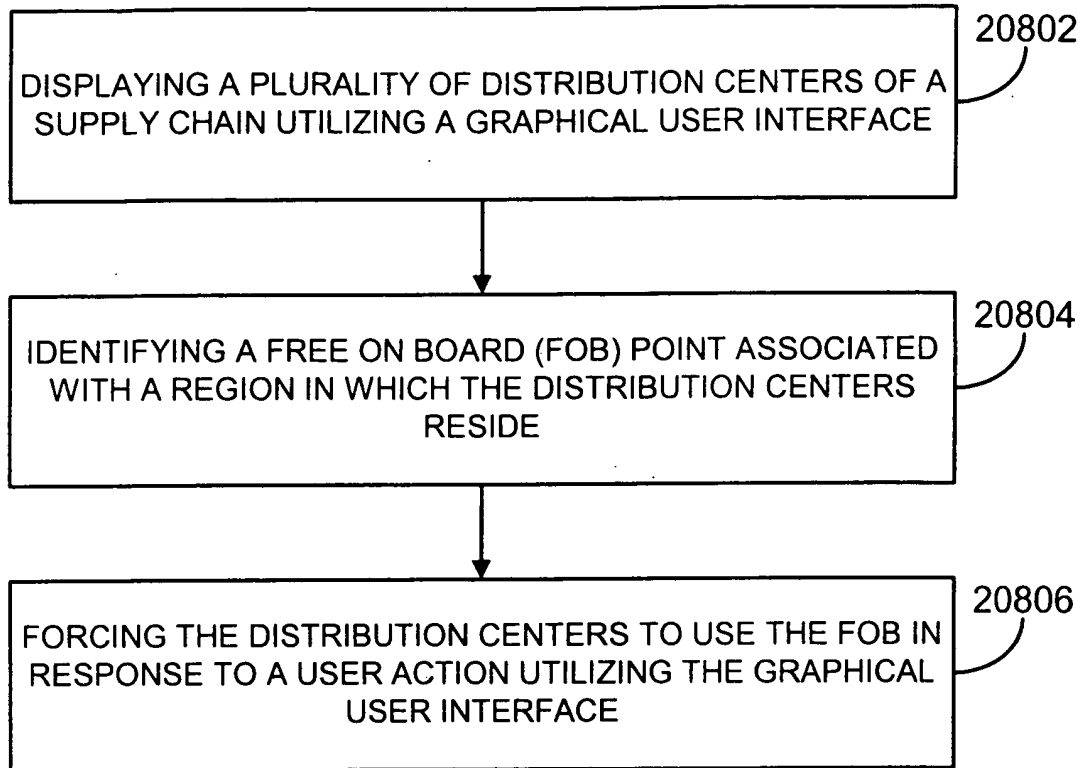 20802
DISPLAYING A PLURALITY OF DISTRIBUTION CENTERS OF A
SUPPLY CHAIN UTILIZING A GRAPHICAL USER INTERFACE
20804
IDENTIFYING A FREE ON BOARD (FOB) POINT ASSOCIATED
WITH A REGION IN WHICH THE DISTRIBUTION CENTERS
RESIDE
20806
FORCING THE DISTRIBUTION CENTERS TO USE THE FOB IN
RESPONSE TO A USER ACTION UTILIZING THE GRAPHICAL
USER INTERFACE